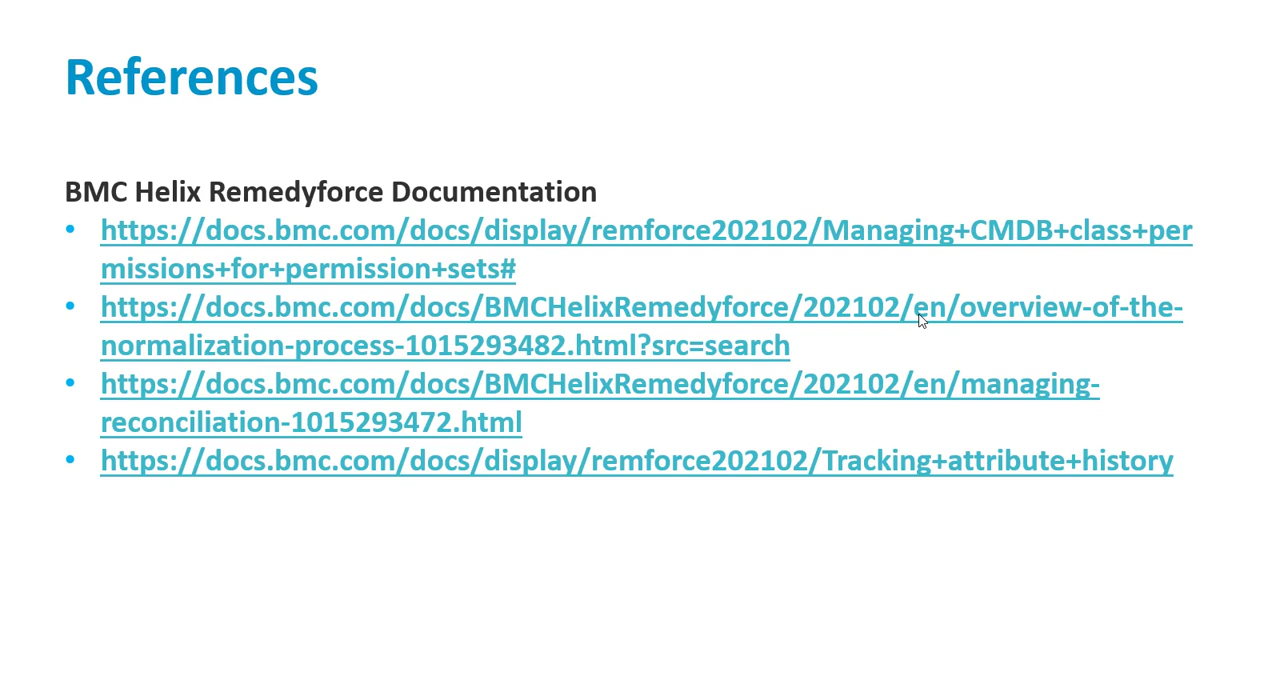 References
BMC Helix Remedyforce Documentation
• https://docs.bmc.com/docs/display/remforce202102/Managing+CMDB+class+per
missions+for+permission+sets#
• https://docs.bmc.com/docs/BMCHelixRemedyforce/202102/en/overview-of-the-
normalization-process-1015293482.html?src=search
• https://docs.bmc.com/docs/BMCHelixRemedyforce/202102/en/managing-
reconciliation-1015293472.html
• https://docs.bmc.com/docs/display/remforce202102/Tracking+attribute+history